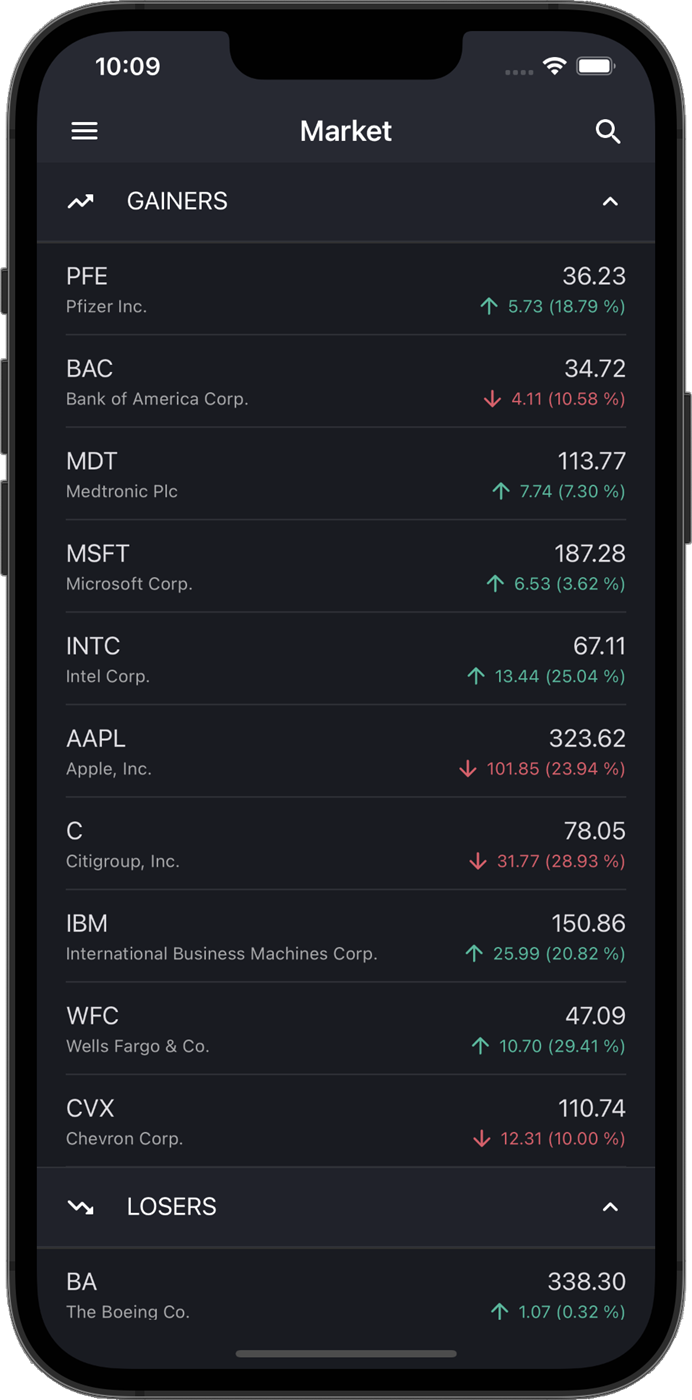 10:09
Market
GAINERS
PFE 36.23
Pfizer Inc. 5.73 (18.79 %)
BAC 34.72
Bank of America Corp. 4.11 (10.58 %)
MDT 113.77
Medtronic Plc 7.74 (7.30 %)
MSFT 187.28
Microsoft Corp. 6.53 (3.62 %)
INTC 67.11
Intel Corp. 13.44 (25.04 %)
AAPL 323.62
Apple, Inc. 101.85 (23.94 %)
C 78.05
Citigroup, Inc. 31.77 (28.93 %)
IBM 150.86
International Business Machines Corp. 25.99 (20.82 %)
WFC 47.09
Wells Fargo & Co. 10.70 (29.41 %)
CVX 110.74
Chevron Corp. 12.31 (10.00 %)
LOSERS
BA 338.30
The Boeing Co. 1.07 (0.32 %)